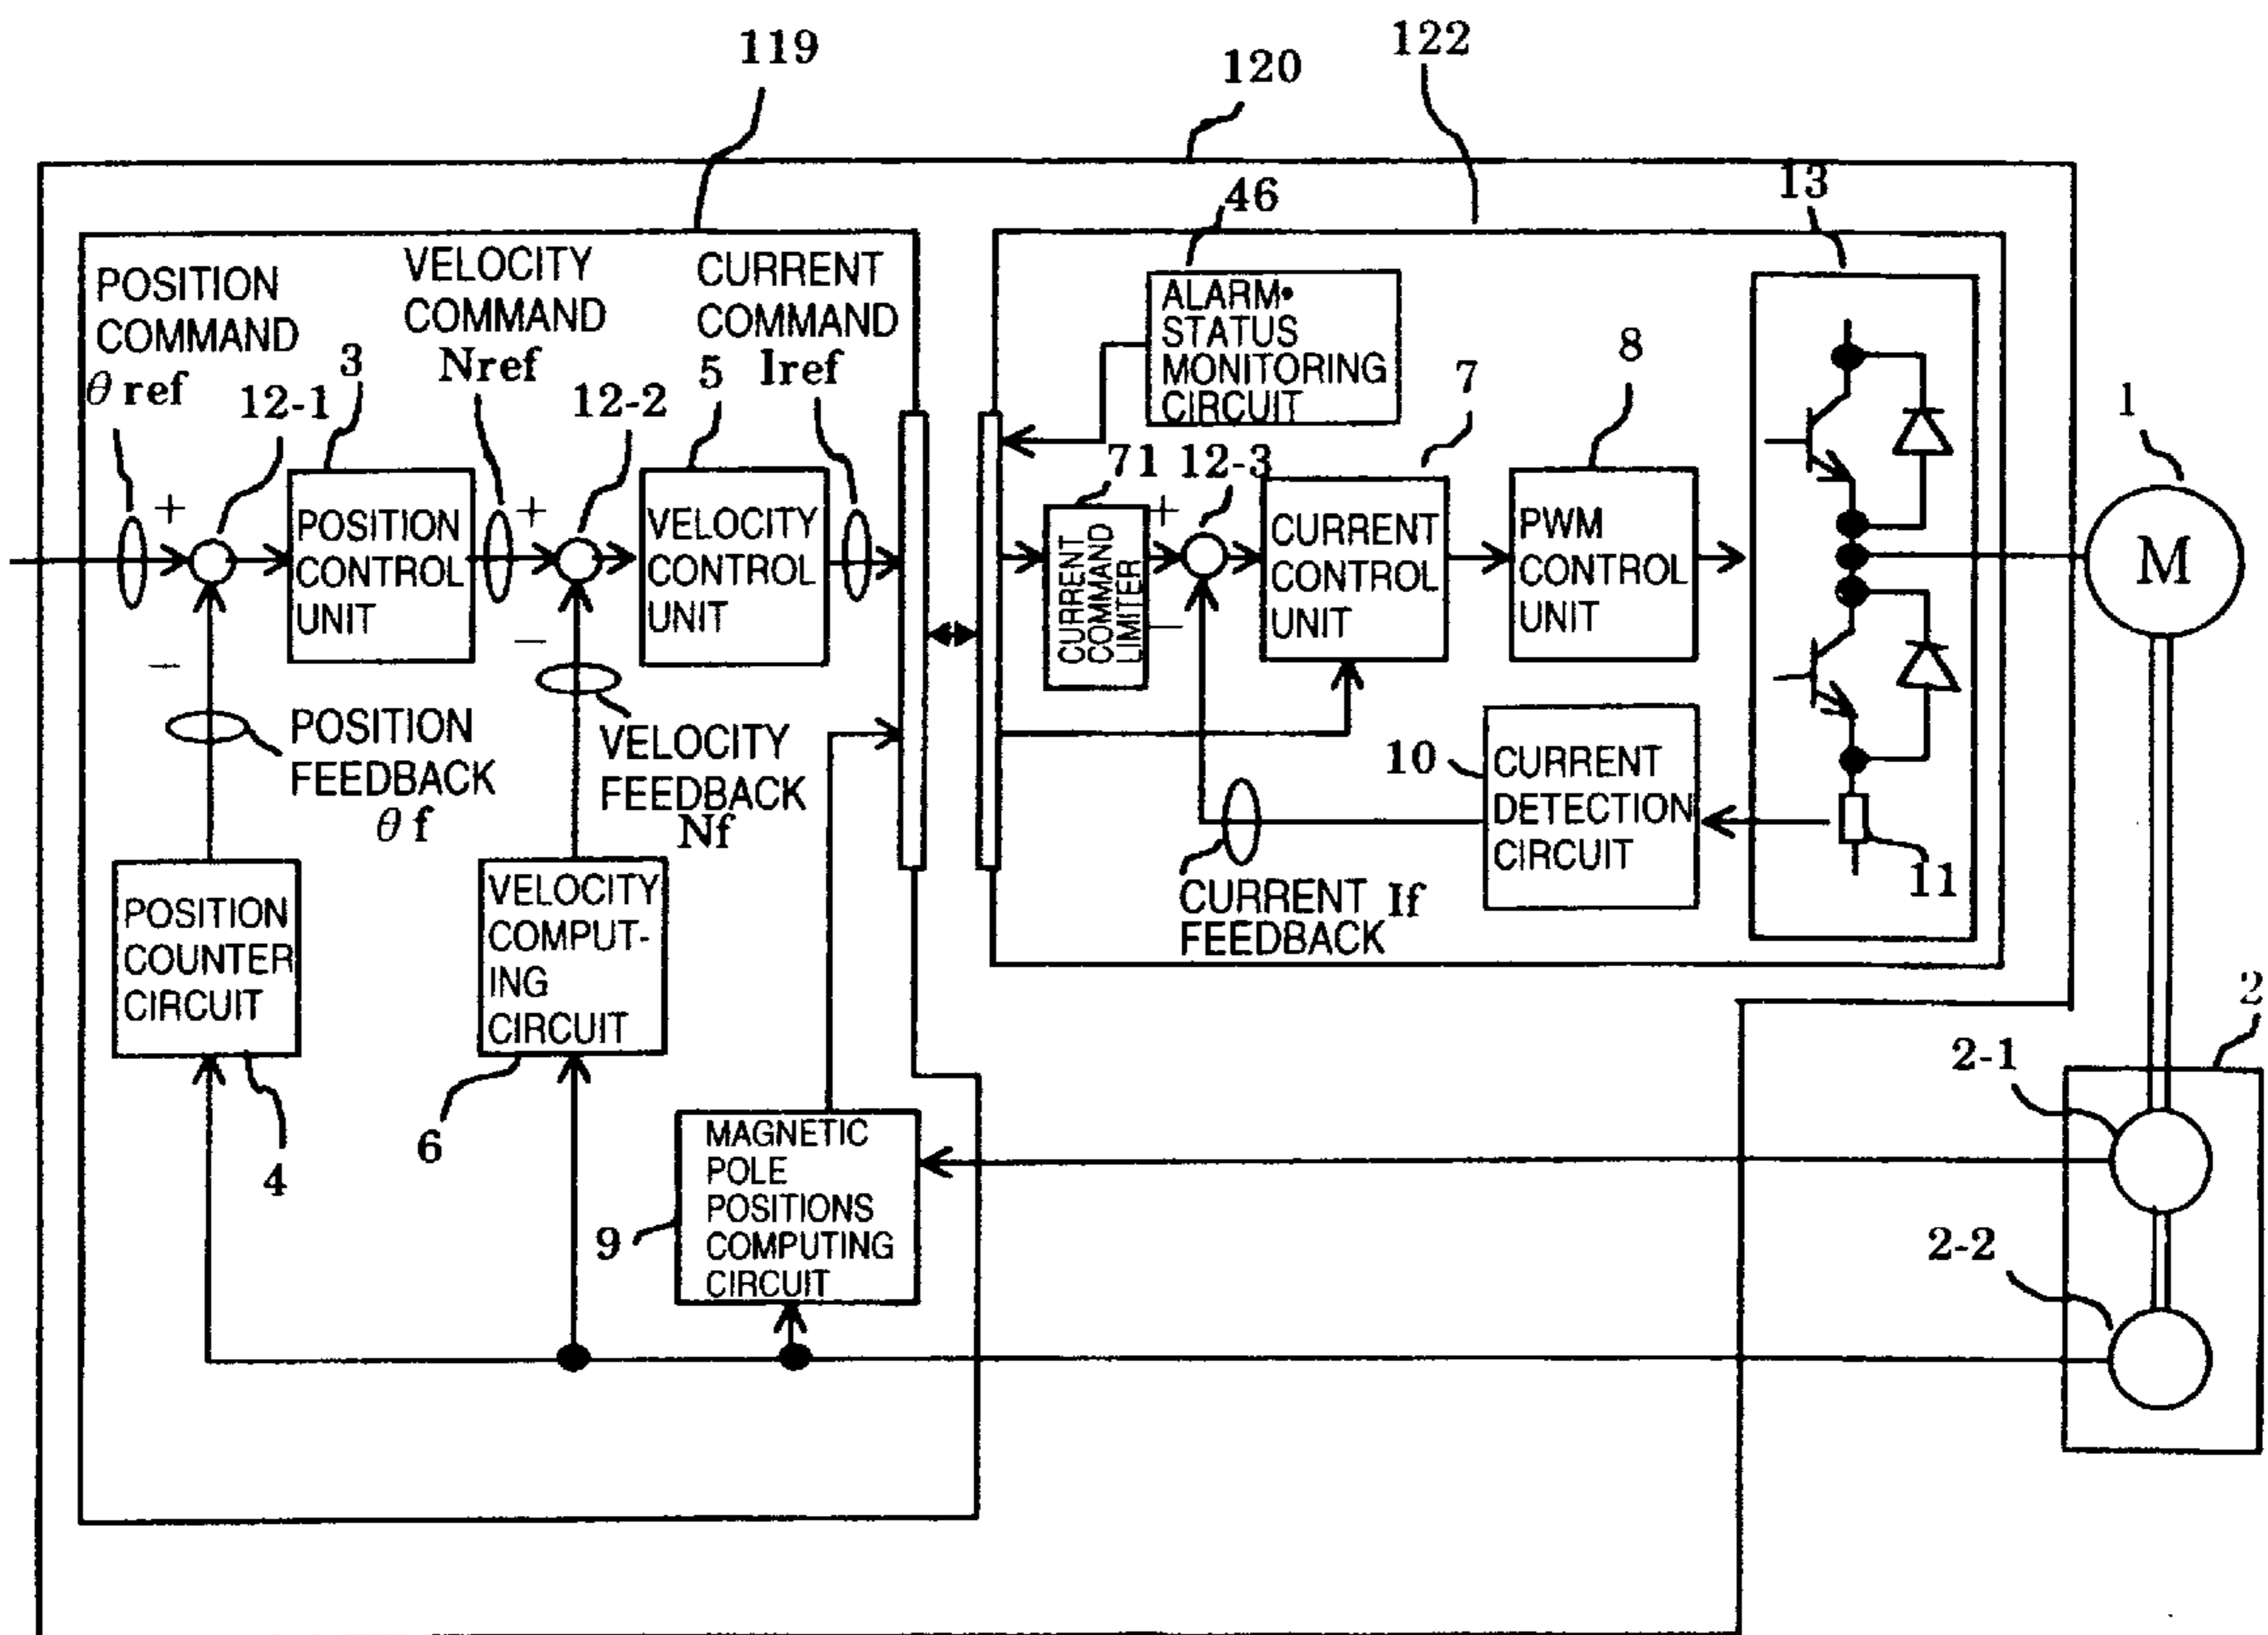 119
120
122
46
13
POSITION
COMMAND
θ ref
VELOCITY
COMMAND
Nref
CURRENT
COMMAND
Iref
12-1
3
12-2
5
ALARM•
STATUS
MONITORING
CIRCUIT
71
12-3
7
8
1
+
POSITION
CONTROL
UNIT
+
VELOCITY
CONTROL
UNIT
CURRENT
COMMAND
LIMITER
+
CURRENT
CONTROL
UNIT
PWM
CONTROL
UNIT
M
−
−
−
POSITION
FEEDBACK
θ f
VELOCITY
FEEDBACK
Nf
10
CURRENT
DETECTION
CIRCUIT
11
CURRENT If
FEEDBACK
POSITION
COUNTER
CIRCUIT
4
VELOCITY
COMPUT-
ING
CIRCUIT
6
MAGNETIC
POLE
POSITIONS
COMPUTING
CIRCUIT
9
2
2-1
2-2